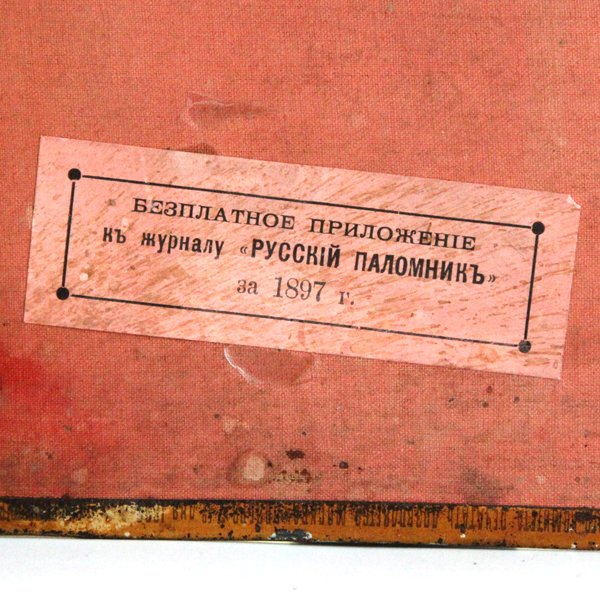 БЕЗПЛАТНОЕ ПРИЛОЖЕНІЕ
къ журналу «РУССКІЙ ПАЛОМНИКЪ»
за 1897 г.